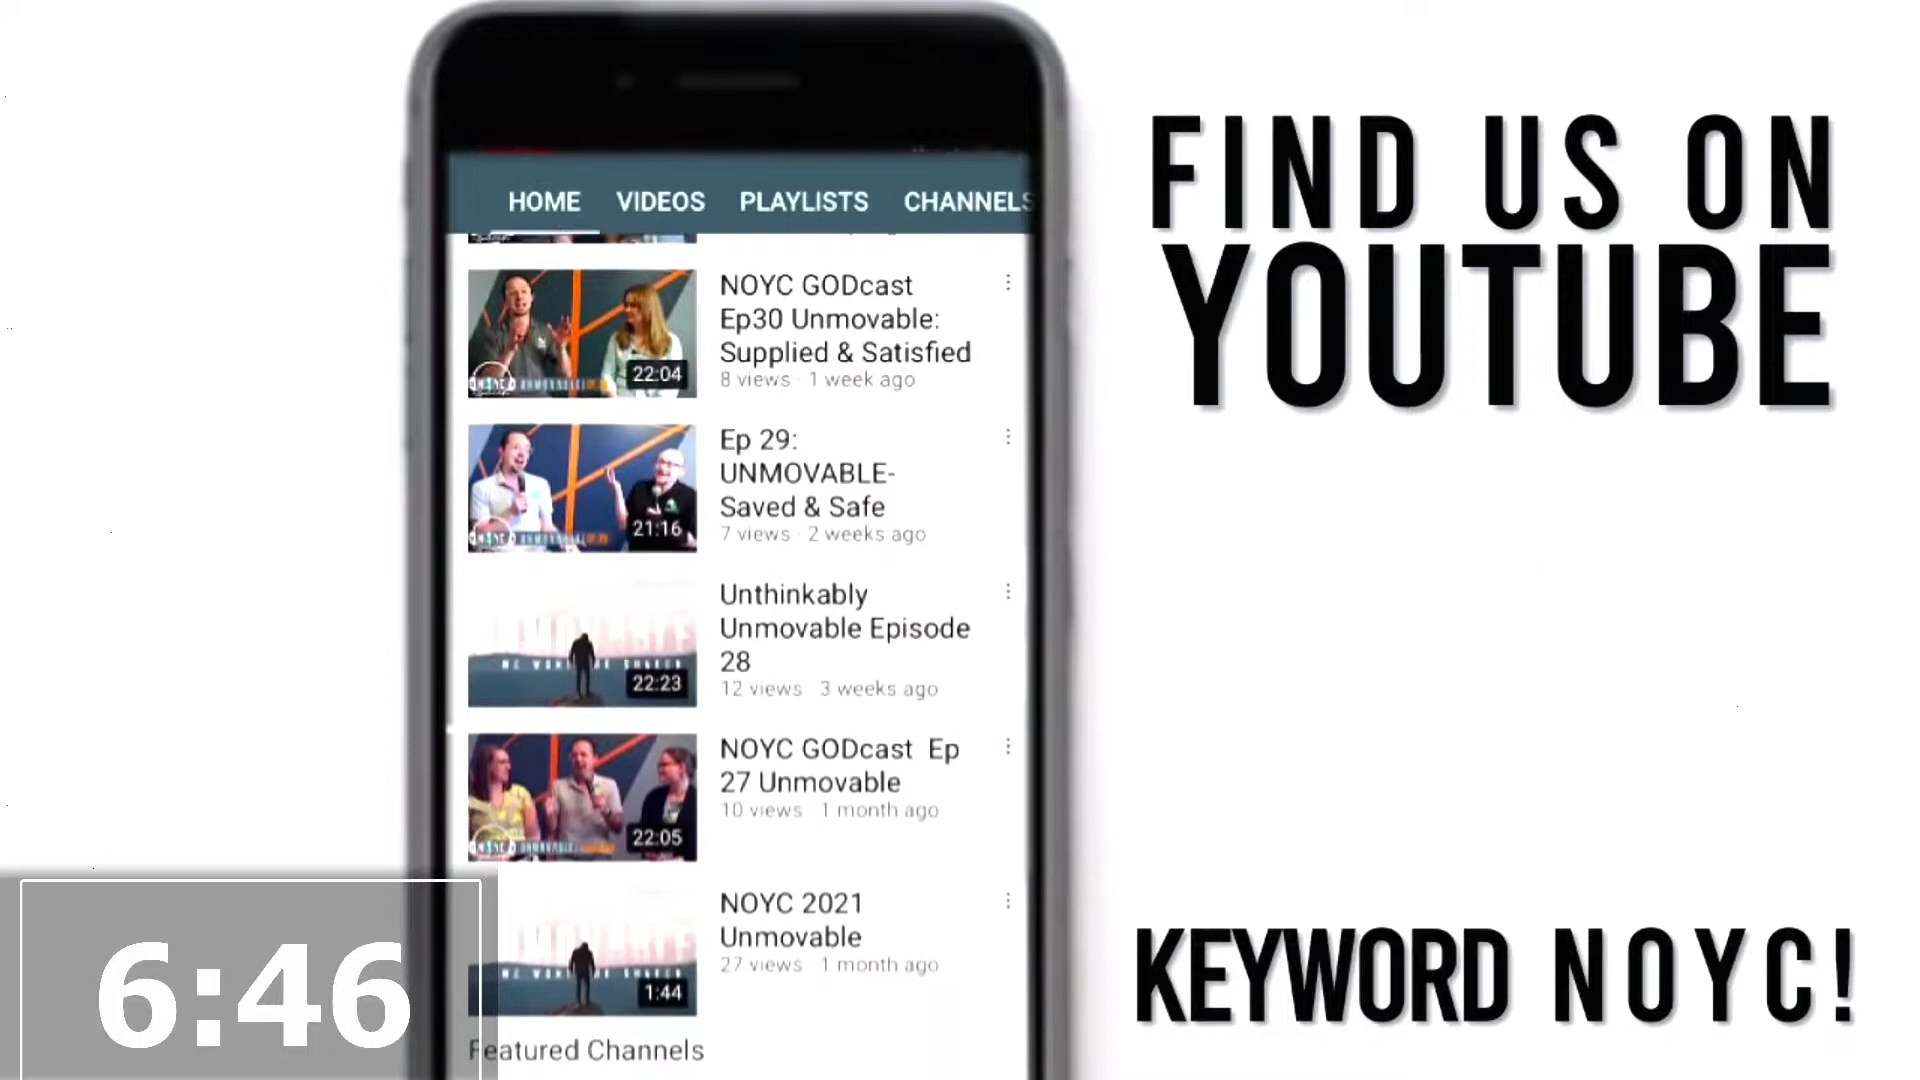 HOME VIDEOS PLAYLISTS CHANNELS
NOYC GODcast
Ep30 Unmovable:
Supplied & Satisfied
8 views · 1 week ago
22:04
Ep 29:
UNMOVABLE-
Saved & Safe
7 views · 2 weeks ago
21:16
Unthinkably
Unmovable Episode
28
12 views 3 weeks ago
22:23
NOYC GODcast Ep
27 Unmovable
10 views 1 month ago
22:05
NOYC 2021
Unmovable
27 views 1 month ago
1:44
Featured Channels
6:46
FIND US ON
YOUTUBE
KEYWORD NOYC!